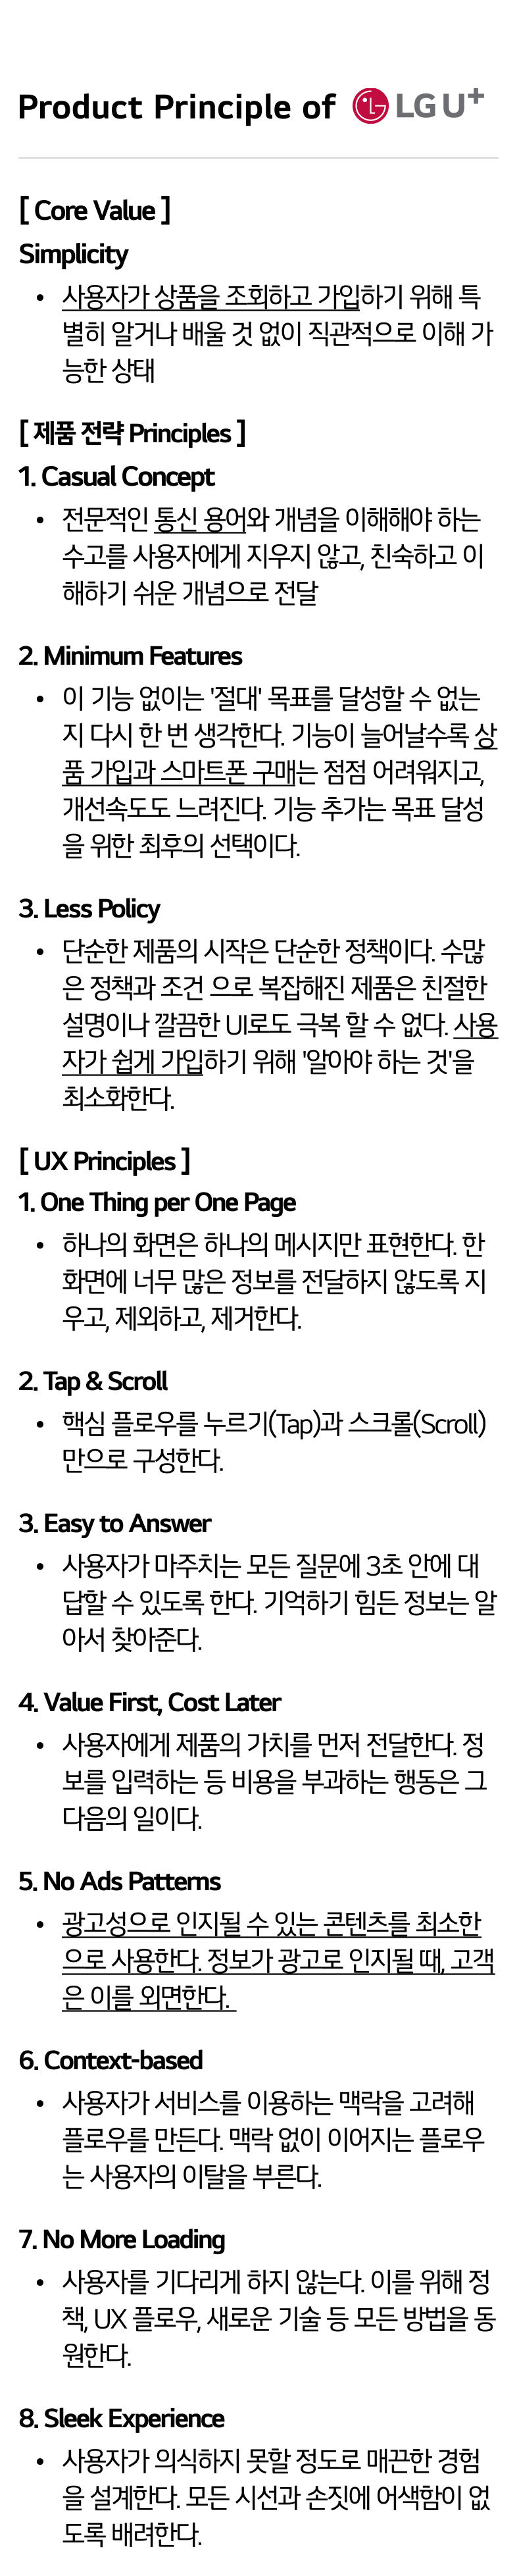 Product Principle of LG U+
[ Core Value ]
Simplicity
• 사용자가 상품을 조회하고 가입하기 위해 특
별히 알거나 배울 것 없이 직관적으로 이해 가
능한 상태
[ 제품 전략 Principles ]
1. Casual Concept
• 전문적인 통신 용어와 개념을 이해해야 하는
수고를 사용자에게 지우지 않고, 친숙하고 이
해하기 쉬운 개념으로 전달
2. Minimum Features
• 이 기능 없이는 '절대' 목표를 달성할 수 없는
지 다시 한 번 생각한다. 기능이 늘어날수록 상
품 가입과 스마트폰 구매는 점점 어려워지고,
개선속도도 느려진다. 기능 추가는 목표 달성
을 위한 최후의 선택이다.
3. Less Policy
• 단순한 제품의 시작은 단순한 정책이다. 수많
은 정책과 조건 으로 복잡해진 제품은 친절한
설명이나 깔끔한 UI로도 극복 할 수 없다. 사용
자가 쉽게 가입하기 위해 '알아야 하는 것'을
최소화한다.
[ UX Principles ]
1. One Thing per One Page
• 하나의 화면은 하나의 메시지만 표현한다. 한
화면에 너무 많은 정보를 전달하지 않도록 지
우고, 제외하고, 제거한다.
2. Tap & Scroll
• 핵심 플로우를 누르기(Tap)과 스크롤(Scroll)
만으로 구성한다.
3. Easy to Answer
• 사용자가 마주치는 모든 질문에 3초 안에 대
답할 수 있도록 한다. 기억하기 힘든 정보는 알
아서 찾아준다.
4. Value First, Cost Later
• 사용자에게 제품의 가치를 먼저 전달한다. 정
보를 입력하는 등 비용을 부과하는 행동은 그
다음의 일이다.
5. No Ads Patterns
• 광고성으로 인지될 수 있는 콘텐츠를 최소한
으로 사용한다. 정보가 광고로 인지될 때, 고객
은 이를 외면한다.
6. Context-based
• 사용자가 서비스를 이용하는 맥락을 고려해
플로우를 만든다. 맥락 없이 이어지는 플로우
는 사용자의 이탈을 부른다.
7. No More Loading
• 사용자를 기다리게 하지 않는다. 이를 위해 정
책, UX 플로우, 새로운 기술 등 모든 방법을 동
원한다.
8. Sleek Experience
• 사용자가 의식하지 못할 정도로 매끈한 경험
을 설계한다. 모든 시선과 손짓에 어색함이 없
도록 배려한다.